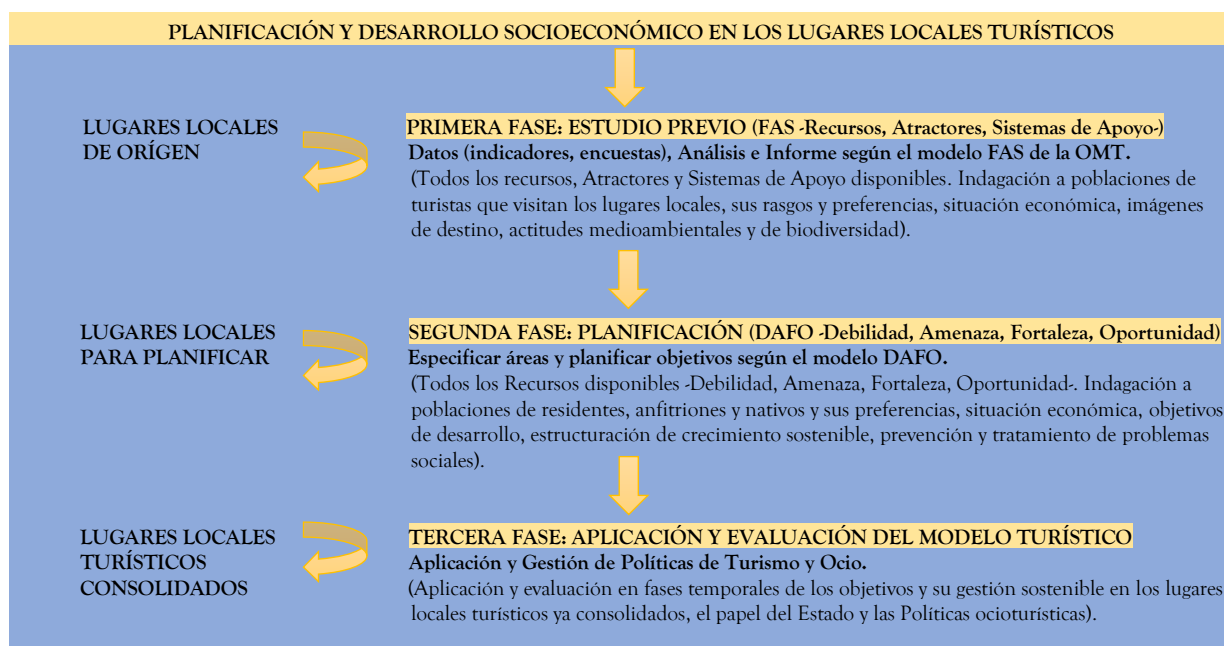 PLANIFICACIÓN Y DESARROLLO SOCIOECONÓMICO EN LOS LUGARES LOCALES TURÍSTICOS
LUGARES LOCALES
DE ORÍGEN
PRIMERA FASE: ESTUDIO PREVIO (FAS -Recursos, Atractores, Sistemas de Apoyo-)
Datos (indicadores, encuestas), Análisis e Informe según el modelo FAS de la OMT.
(Todos los recursos, Atractores y Sistemas de Apoyo disponibles. Indagación a poblaciones de
turistas que visitan los lugares locales, sus rasgos y preferencias, situación económica, imágenes
de destino, actitudes medioambientales y de biodiversidad).
LUGARES LOCALES
PARA PLANIFICAR
SEGUNDA FASE: PLANIFICACIÓN (DAFO -Debilidad, Amenaza, Fortaleza, Oportunidad)
Especificar áreas y planificar objetivos según el modelo DAFO.
(Todos los Recursos disponibles -Debilidad, Amenaza, Fortaleza, Oportunidad-. Indagación a
poblaciones de residentes, anfitriones y nativos y sus preferencias, situación económica, objetivos
de desarrollo, estructuración de crecimiento sostenible, prevención y tratamiento de problemas
sociales).
LUGARES LOCALES
TURÍSTICOS
CONSOLIDADOS
TERCERA FASE: APLICACIÓN Y EVALUACIÓN DEL MODELO TURÍSTICO
Aplicación y Gestión de Políticas de Turismo y Ocio.
(Aplicación y evaluación en fases temporales de los objetivos y su gestión sostenible en los lugares
locales turísticos ya consolidados, el papel del Estado y las Políticas ocioturísticas).